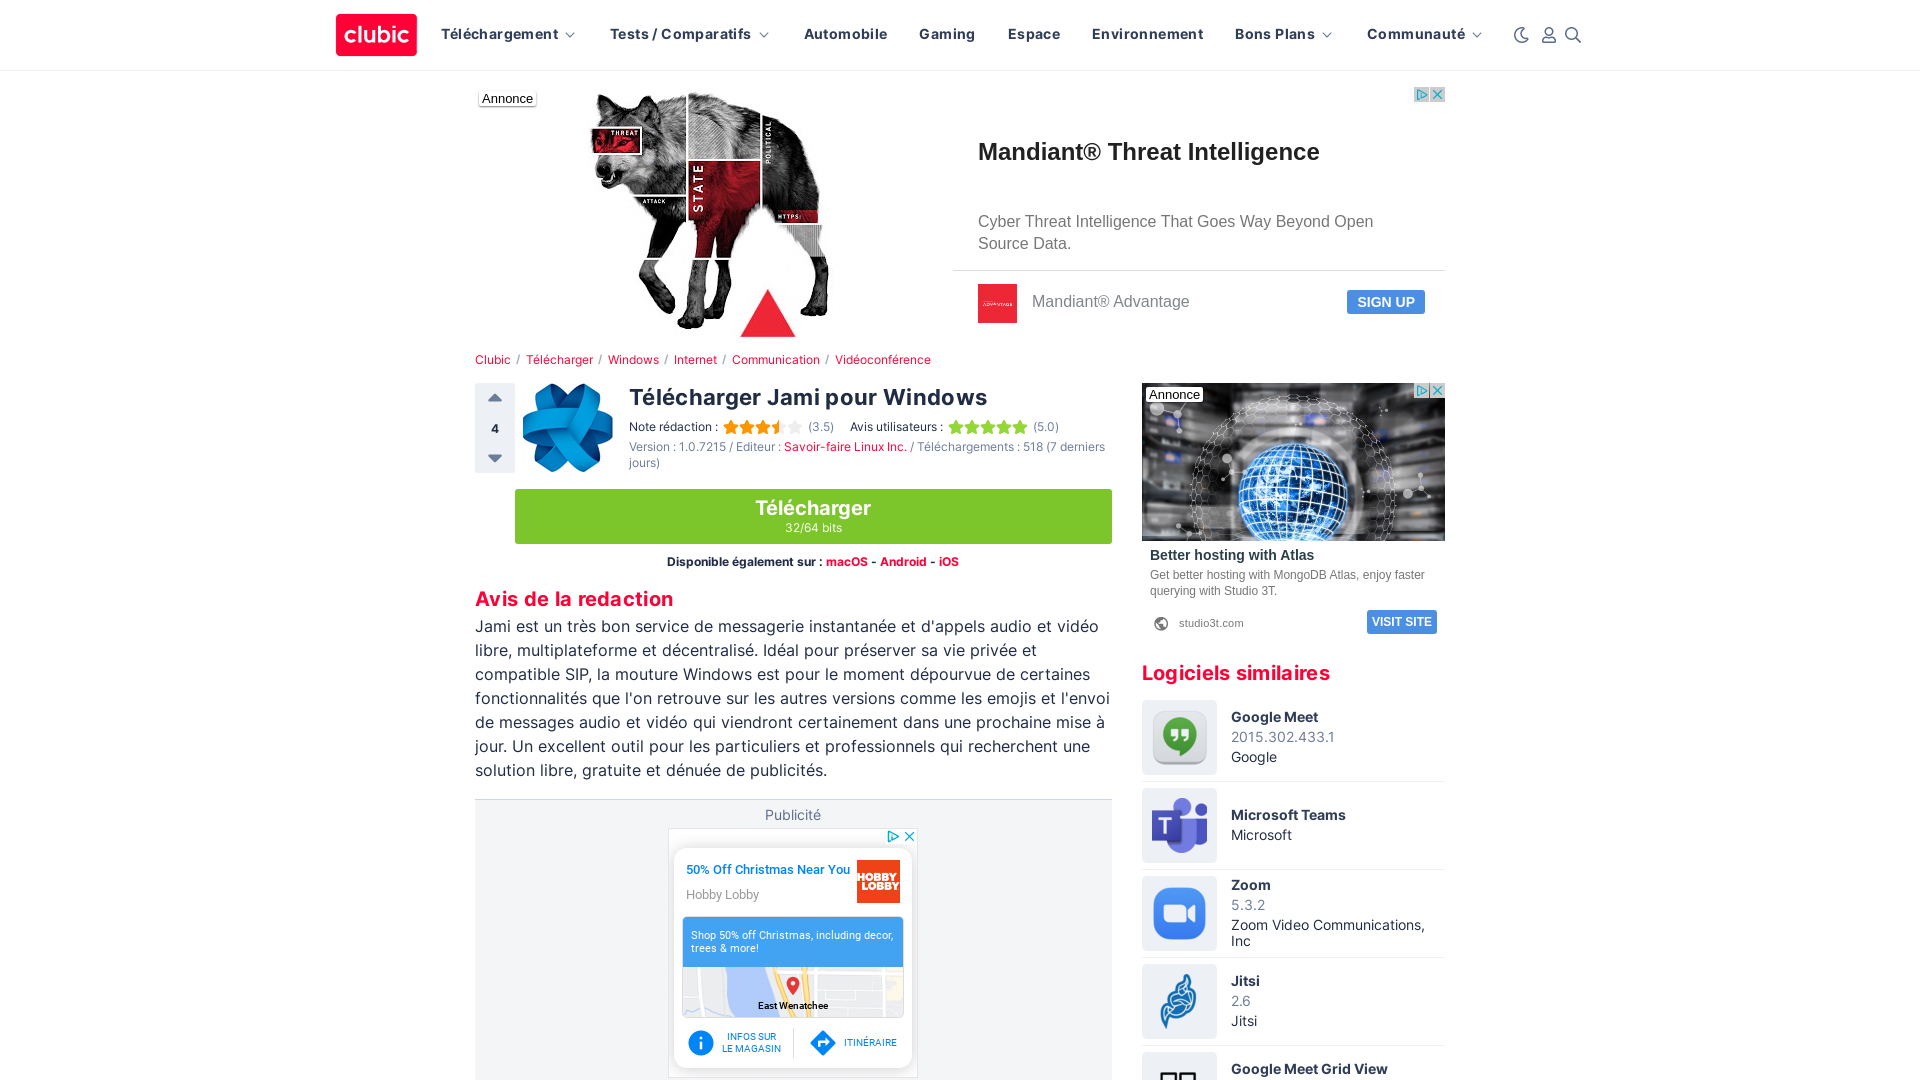 clubic
Téléchargement
Tests / Comparatifs
Automobile
Gaming
Espace
Environnement
Bons Plans
Communauté
Annonce
THREAT
ATTACK
STATE
POLITICAL
HTTPS:
Mandiant® Threat Intelligence
Cyber Threat Intelligence That Goes Way Beyond Open
Source Data.
ADVANTAGE
Mandiant® Advantage
SIGN UP
Clubic / Télécharger / Windows / Internet / Communication / Vidéoconférence
4
Télécharger Jami pour Windows
Note rédaction : (3.5) Avis utilisateurs : (5.0)
Version : 1.0.7215 / Editeur : Savoir-faire Linux Inc. / Téléchargements : 518 (7 derniers
jours)
Télécharger
32/64 bits
Disponible également sur : macOS - Android - iOS
Avis de la redaction
Jami est un très bon service de messagerie instantanée et d'appels audio et vidéo
libre, multiplateforme et décentralisé. Idéal pour préserver sa vie privée et
compatible SIP, la mouture Windows est pour le moment dépourvue de certaines
fonctionnalités que l'on retrouve sur les autres versions comme les emojis et l'envoi
de messages audio et vidéo qui viendront certainement dans une prochaine mise à
jour. Un excellent outil pour les particuliers et professionnels qui recherchent une
solution libre, gratuite et dénuée de publicités.
Publicité
50% Off Christmas Near You
Hobby Lobby
HOBBY
LOBBY
Shop 50% off Christmas, including decor,
trees & more!
East Wenatchee
INFOS SUR
LE MAGASIN
ITINÉRAIRE
Annonce
Better hosting with Atlas
Get better hosting with MongoDB Atlas, enjoy faster
querying with Studio 3T.
studio3t.com
VISIT SITE
Logiciels similaires
Google Meet
2015.302.433.1
Google
T
Microsoft Teams
Microsoft
Zoom
5.3.2
Zoom Video Communications,
Inc
Jitsi
2.6
Jitsi
Google Meet Grid View